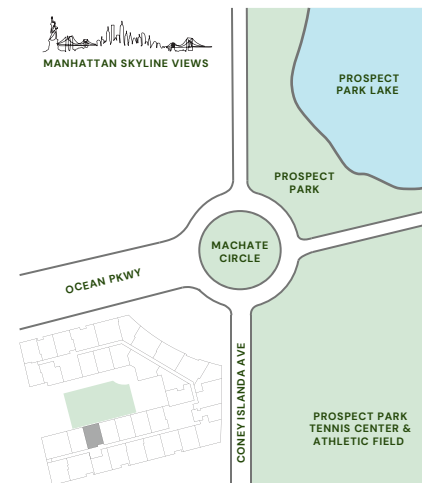 MANHATTAN SKYLINE VIEWS
PROSPECT
PARK LAKE
PROSPECT
PARK
MACHATE
CIRCLE
OCEAN PKWY
CONEY ISLANDA AVE
PROSPECT PARK
TENNIS CENTER &
ATHLETIC FIELD